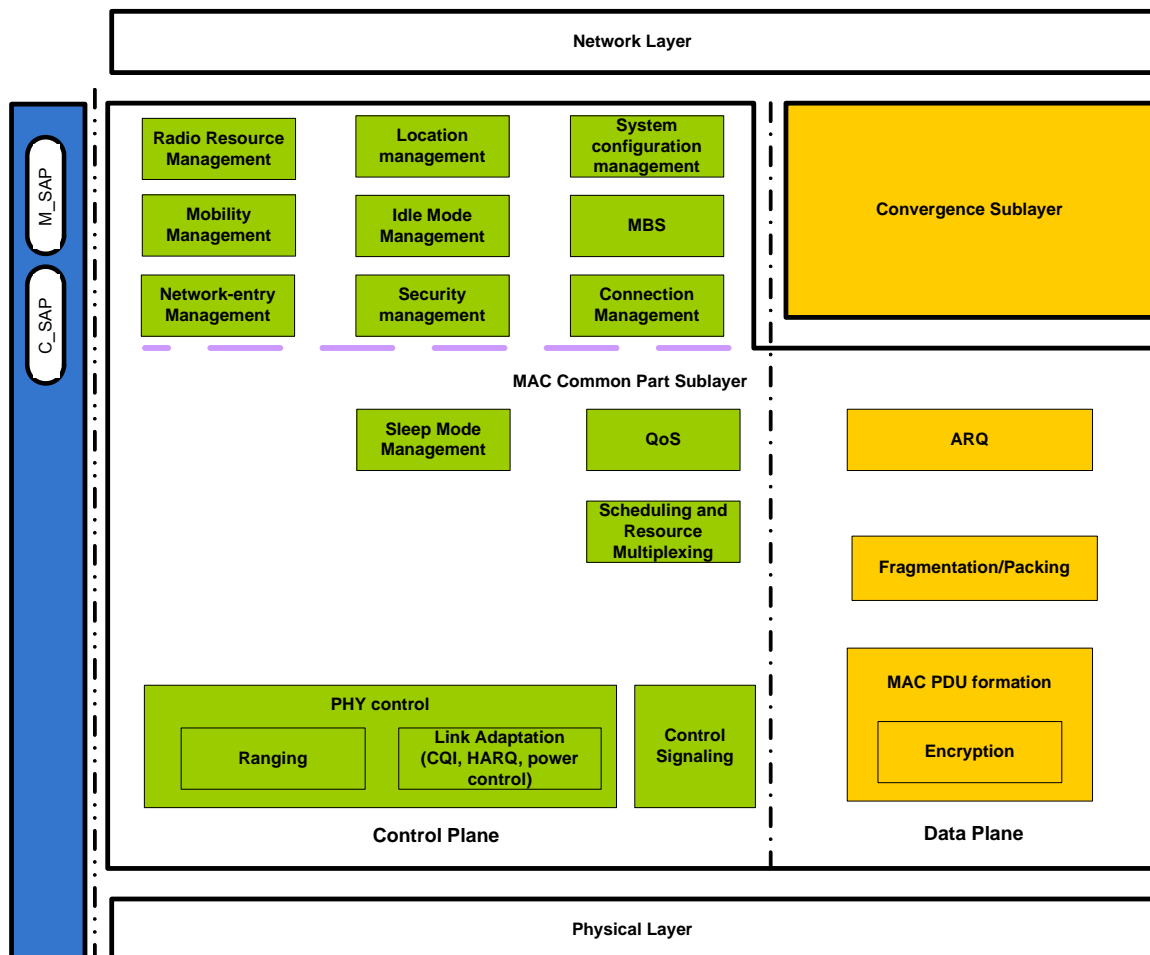 Network Layer
M_SAP
C_SAP
Radio Resource
Management
Location
management
System
configuration
management
Mobility
Management
Idle Mode
Management
MBS
Network-entry
Management
Security
management
Connection
Management
Convergence Sublayer
MAC Common Part Sublayer
Sleep Mode
Management
QoS
ARQ
Scheduling and
Resource
Multiplexing
Fragmentation/Packing
PHY control
Ranging
Link Adaptation
(CQI, HARQ, power
control)
Control
Signaling
MAC PDU formation
Encryption
Control Plane
Data Plane
Physical Layer